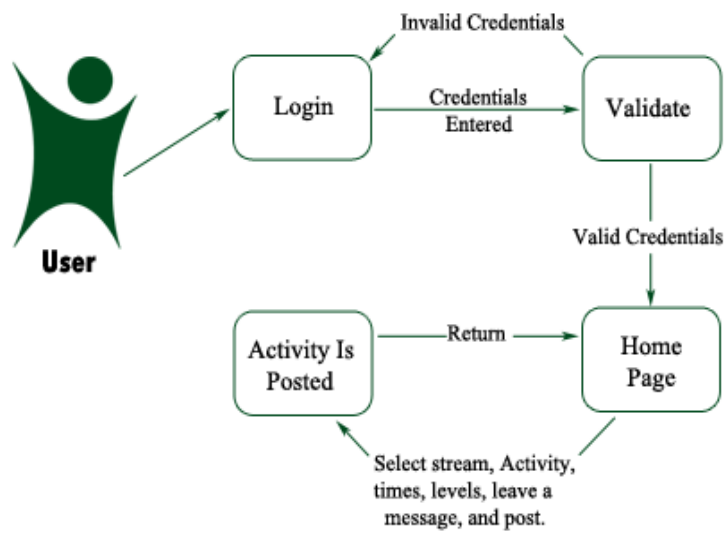 Invalid Credentials
Login
Credentials
Entered
Validate
User
Valid Credentials
Activity Is
Posted
Return
Home
Page
Select stream, Activity,
times, levels, leave a
message, and post.